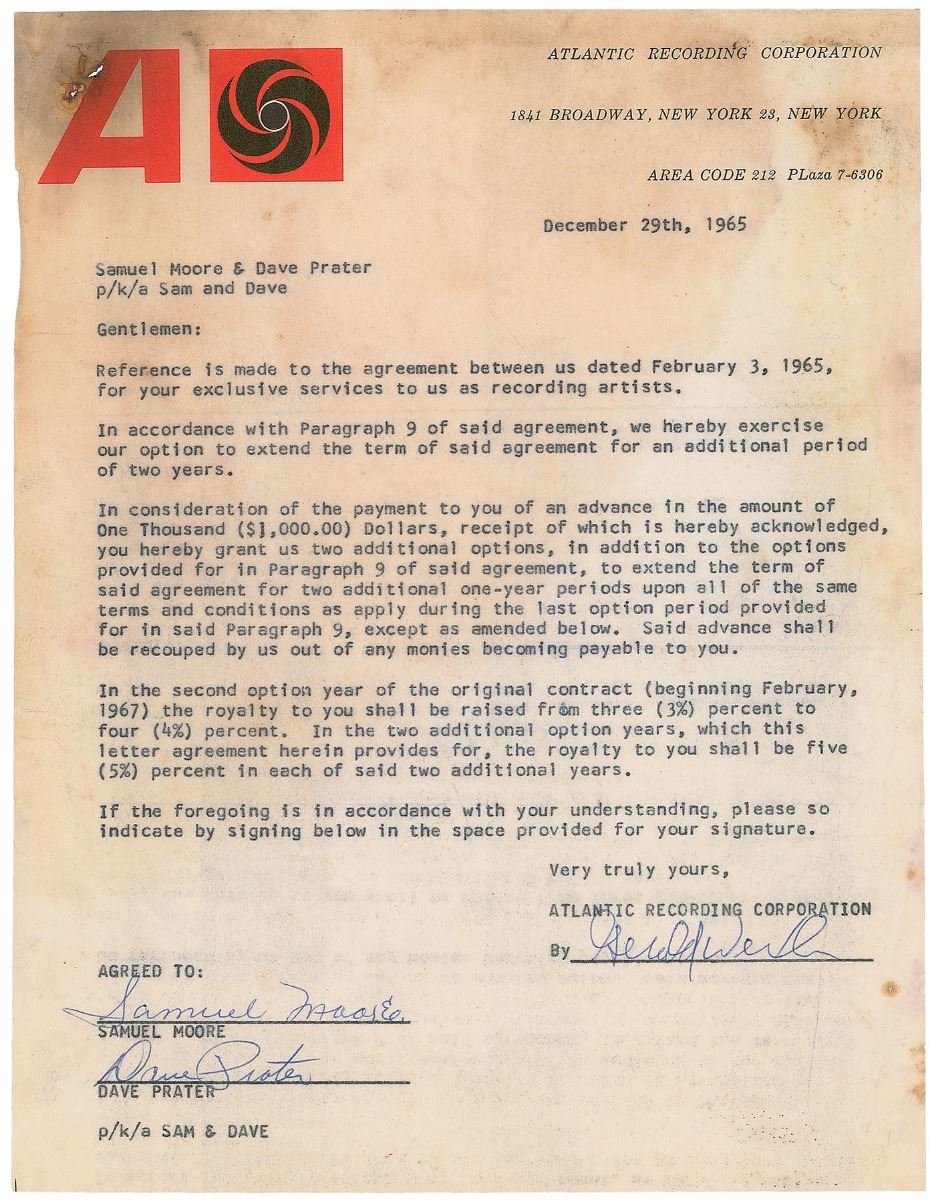 A
ATLANTIC RECORDING CORPORATION
1841 BROADWAY, NEW YORK 23, NEW YORK
AREA CODE 212 PLaza 7-6306
December 29th, 1965
Samuel Moore & Dave Prater
p/k/a Sam and Dave
Gentlemen:
Reference is made to the agreement between us dated February 3, 1965,
for your exclusive services to us as recording artists.
In accordance with Paragraph 9 of said agreement, we hereby exercise
our option to extend the term of said agreement for an additional period
of two years.
In consideration of the payment to you of an advance in the amount of
One Thousand ($1,000.00) Dollars, receipt of which is hereby acknowledged,
you hereby grant us two additional options, in addition to the options
provided for in Paragraph 9 of said agreement, to extend the term of
said agreement for two additional one-year periods upon all of the same
terms and conditions as apply during the last option period provided
for in said Paragraph 9, except as amended below. Said advance shall
be recouped by us out of any monies becoming payable to you.
In the second option year of the original contract (beginning February,
1967) the royalty to you shall be raised from three (3%) percent to
four (4%) percent. In the two additional option years, which this
letter agreement herein provides for, the royalty to you shall be five
(5%) percent in each of said two additional years.
If the foregoing is in accordance with your understanding, please so
indicate by signing below in the space provided for your signature.
Very truly yours,
ATLANTIC RECORDING CORPORATION
By
AGREED TO:
Samuel Moore
SAMUEL MOORE
Dave Prater
DAVE PRATER
p/k/a SAM & DAVE